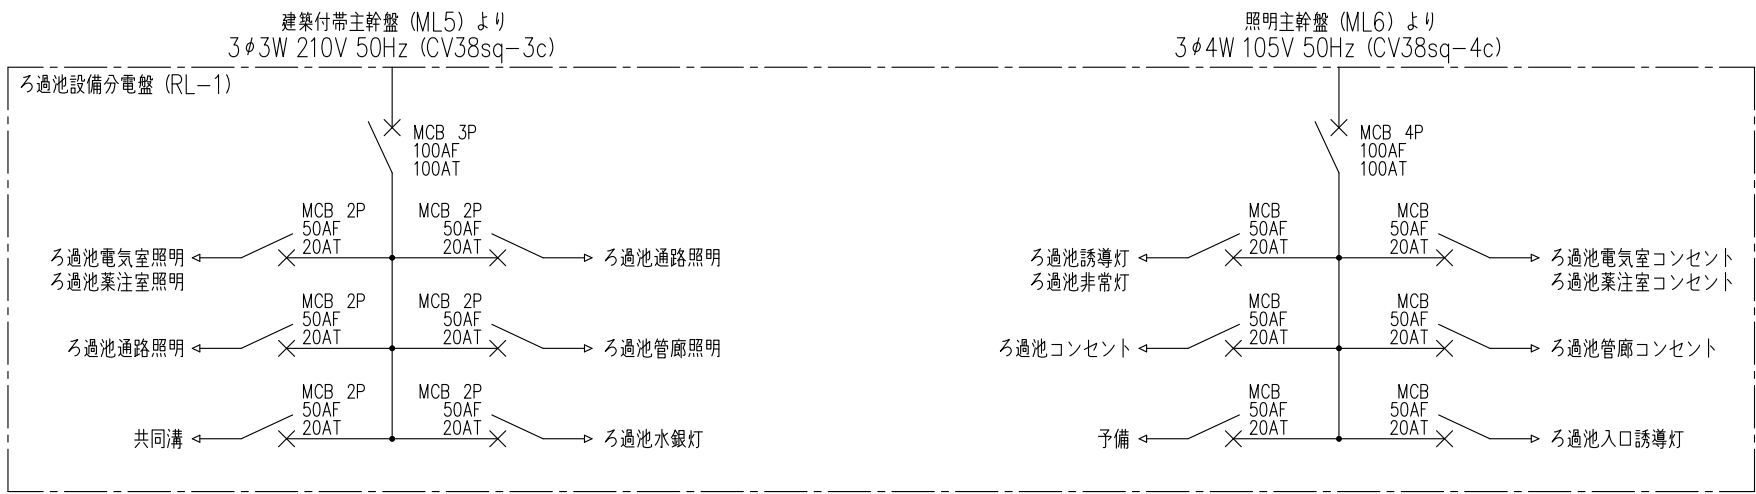 建築付帯主幹盤 (ML5) より
3φ3W 210V 50Hz (CV38sq-3c)
照明主幹盤 (ML6) より
3φ4W 105V 50Hz (CV38sq-4c)
ろ過池設備分電盤 (RL-1)
MCB 3P
100AF
100AT
MCB 2P
50AF
20AT
ろ過池電気室照明
ろ過池薬注室照明
MCB 2P
50AF
20AT
ろ過池通路照明
MCB 2P
50AF
20AT
ろ過池通路照明
MCB 2P
50AF
20AT
ろ過池管廊照明
MCB 2P
50AF
20AT
共同溝
MCB 2P
50AF
20AT
ろ過池水銀灯
MCB 4P
100AF
100AT
MCB
50AF
20AT
ろ過池誘導灯
ろ過池非常灯
MCB
50AF
20AT
ろ過池電気室コンセント
ろ過池薬注室コンセント
MCB
50AF
20AT
ろ過池コンセント
MCB
50AF
20AT
ろ過池管廊コンセント
MCB
50AF
20AT
予備
MCB
50AF
20AT
ろ過池入口誘導灯